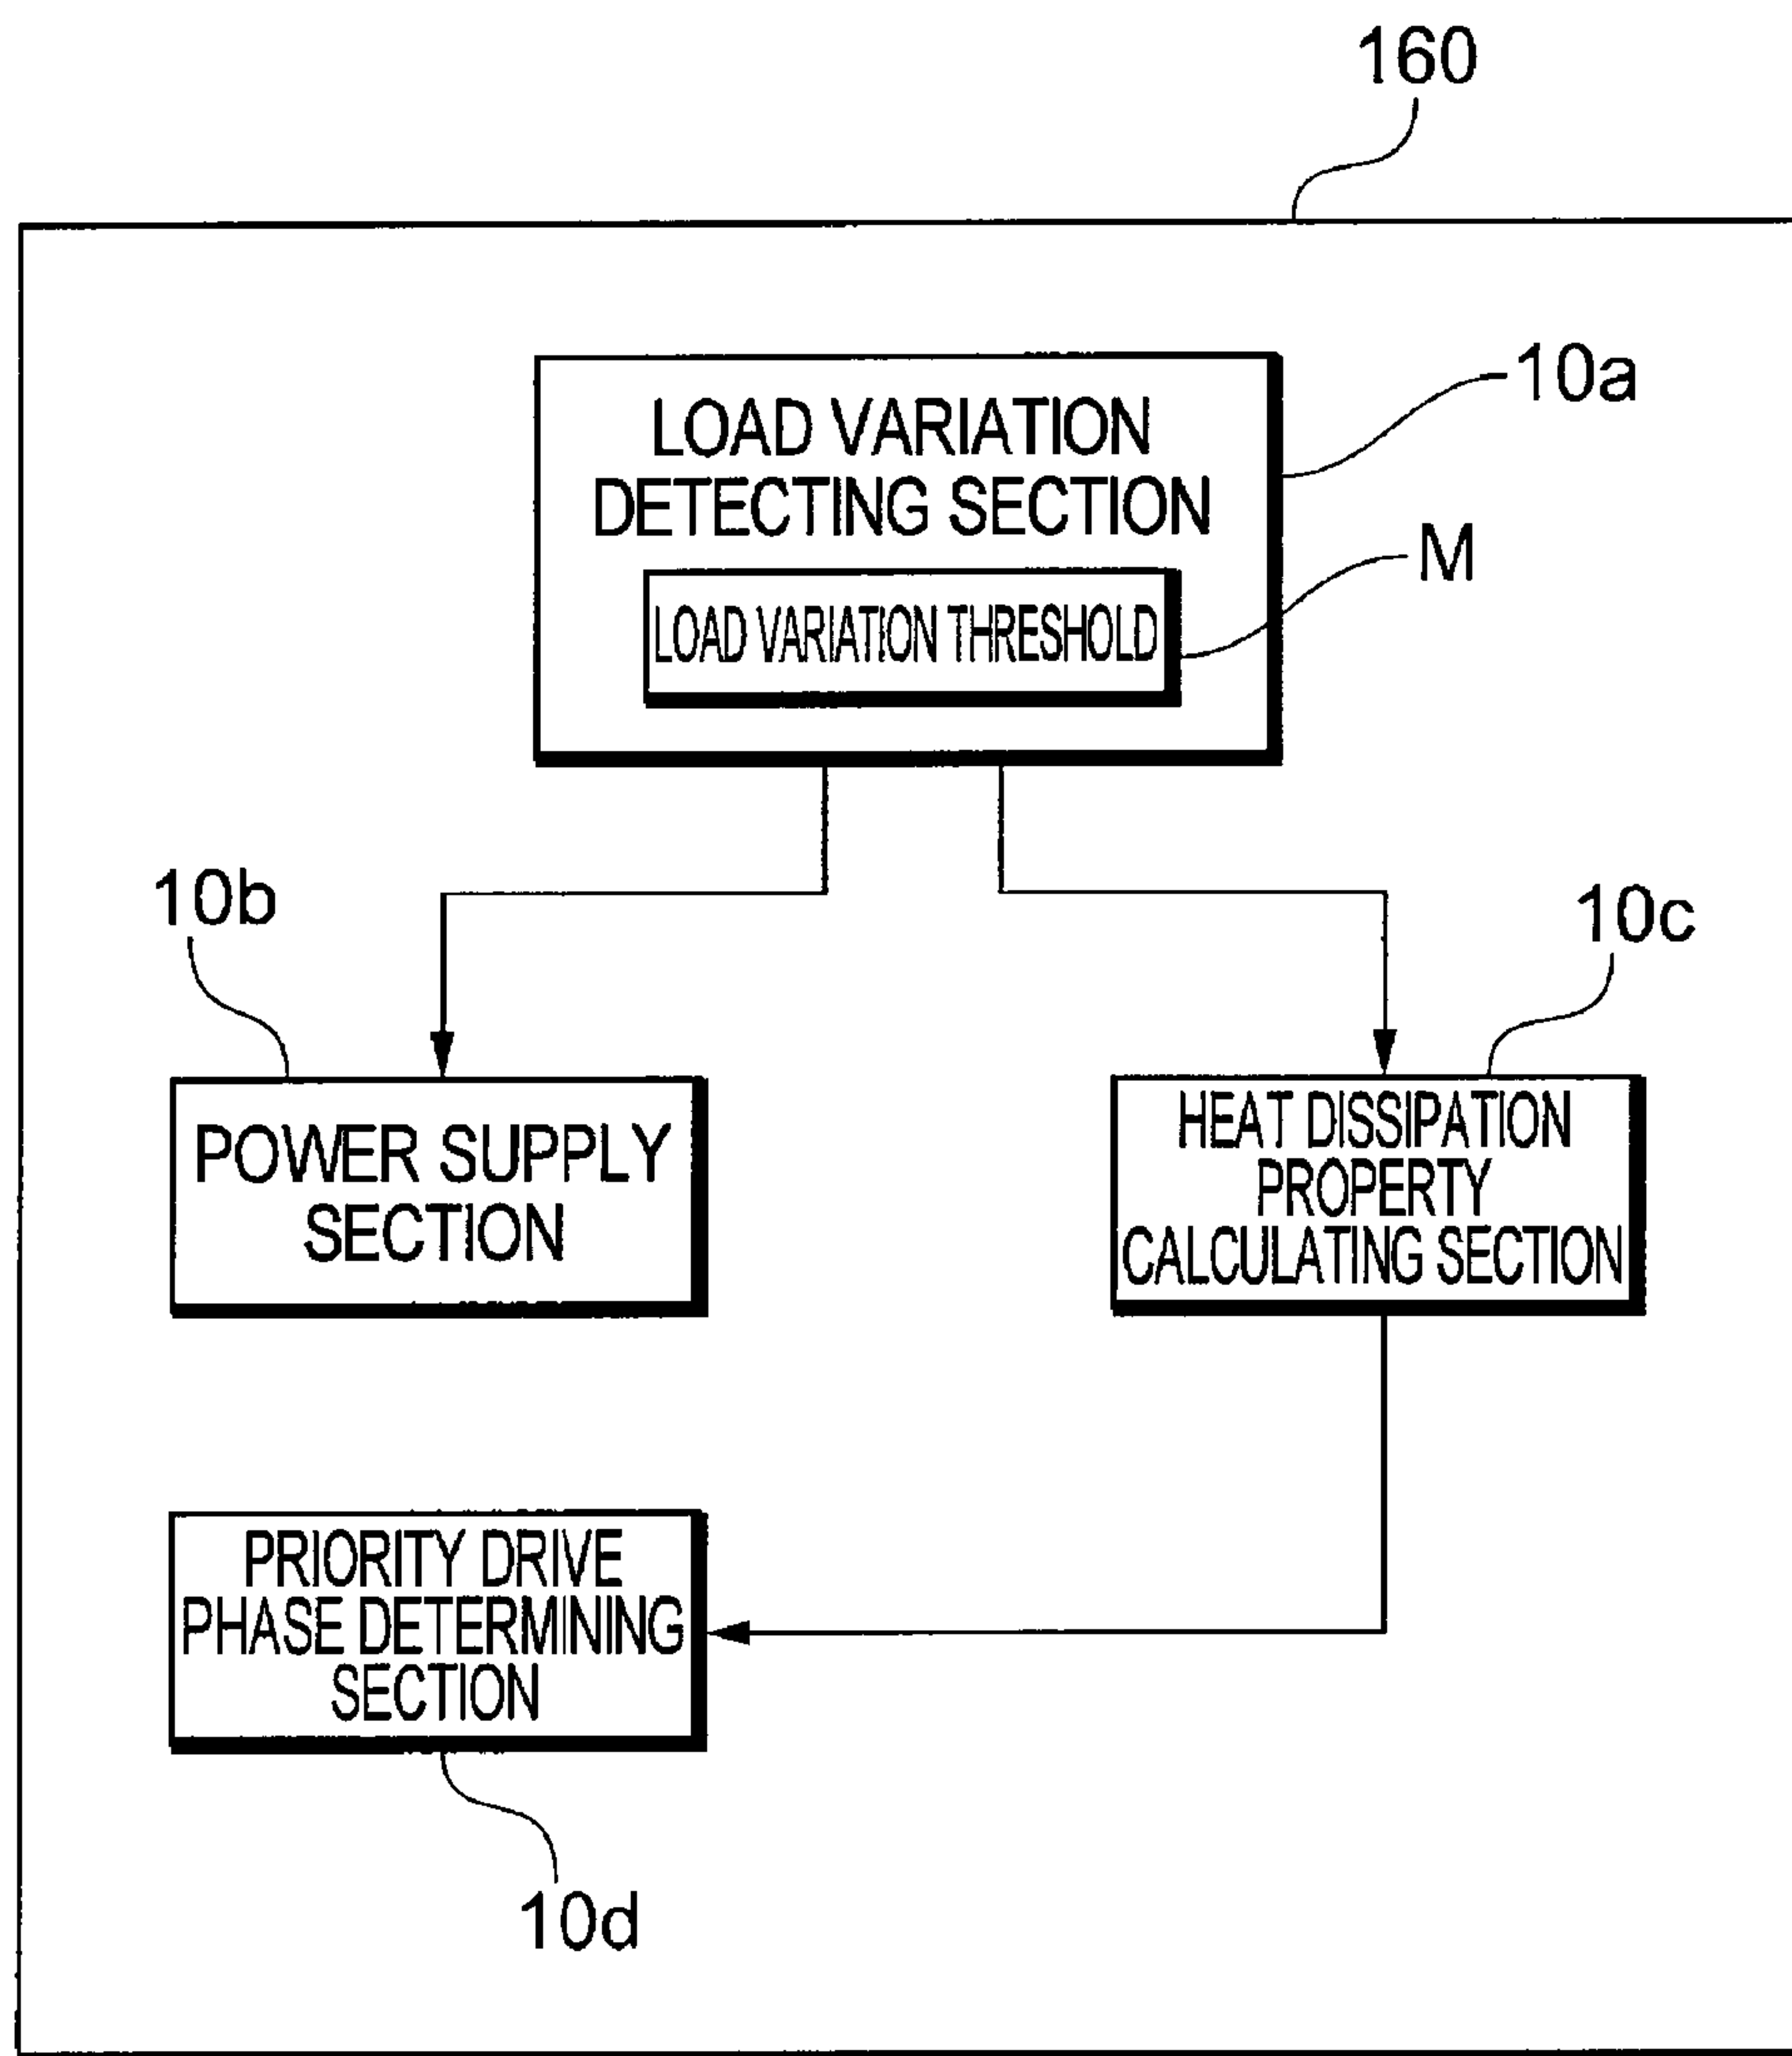 160
LOAD VARIATION
DETECTING SECTION
10a
LOAD VARIATION THRESHOLD
M
10b
10c
POWER SUPPLY
SECTION
HEAT DISSIPATION
PROPERTY
CALCULATING SECTION
PRIORITY DRIVE
PHASE DETERMINING
SECTION
10d